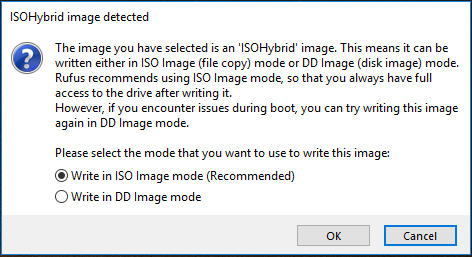 ISOHybrid image detected
The image you have selected is an 'ISOHybrid' image. This means it can be
written either in ISO Image (file copy) mode or DD Image (disk image) mode.
Rufus recommends using ISO Image mode, so that you always have full
access to the drive after writing it.
However, if you encounter issues during boot, you can try writing this image
again in DD Image mode.
Please select the mode that you want to use to write this image:
Write in ISO Image mode (Recommended)
Write in DD Image mode
OK Cancel